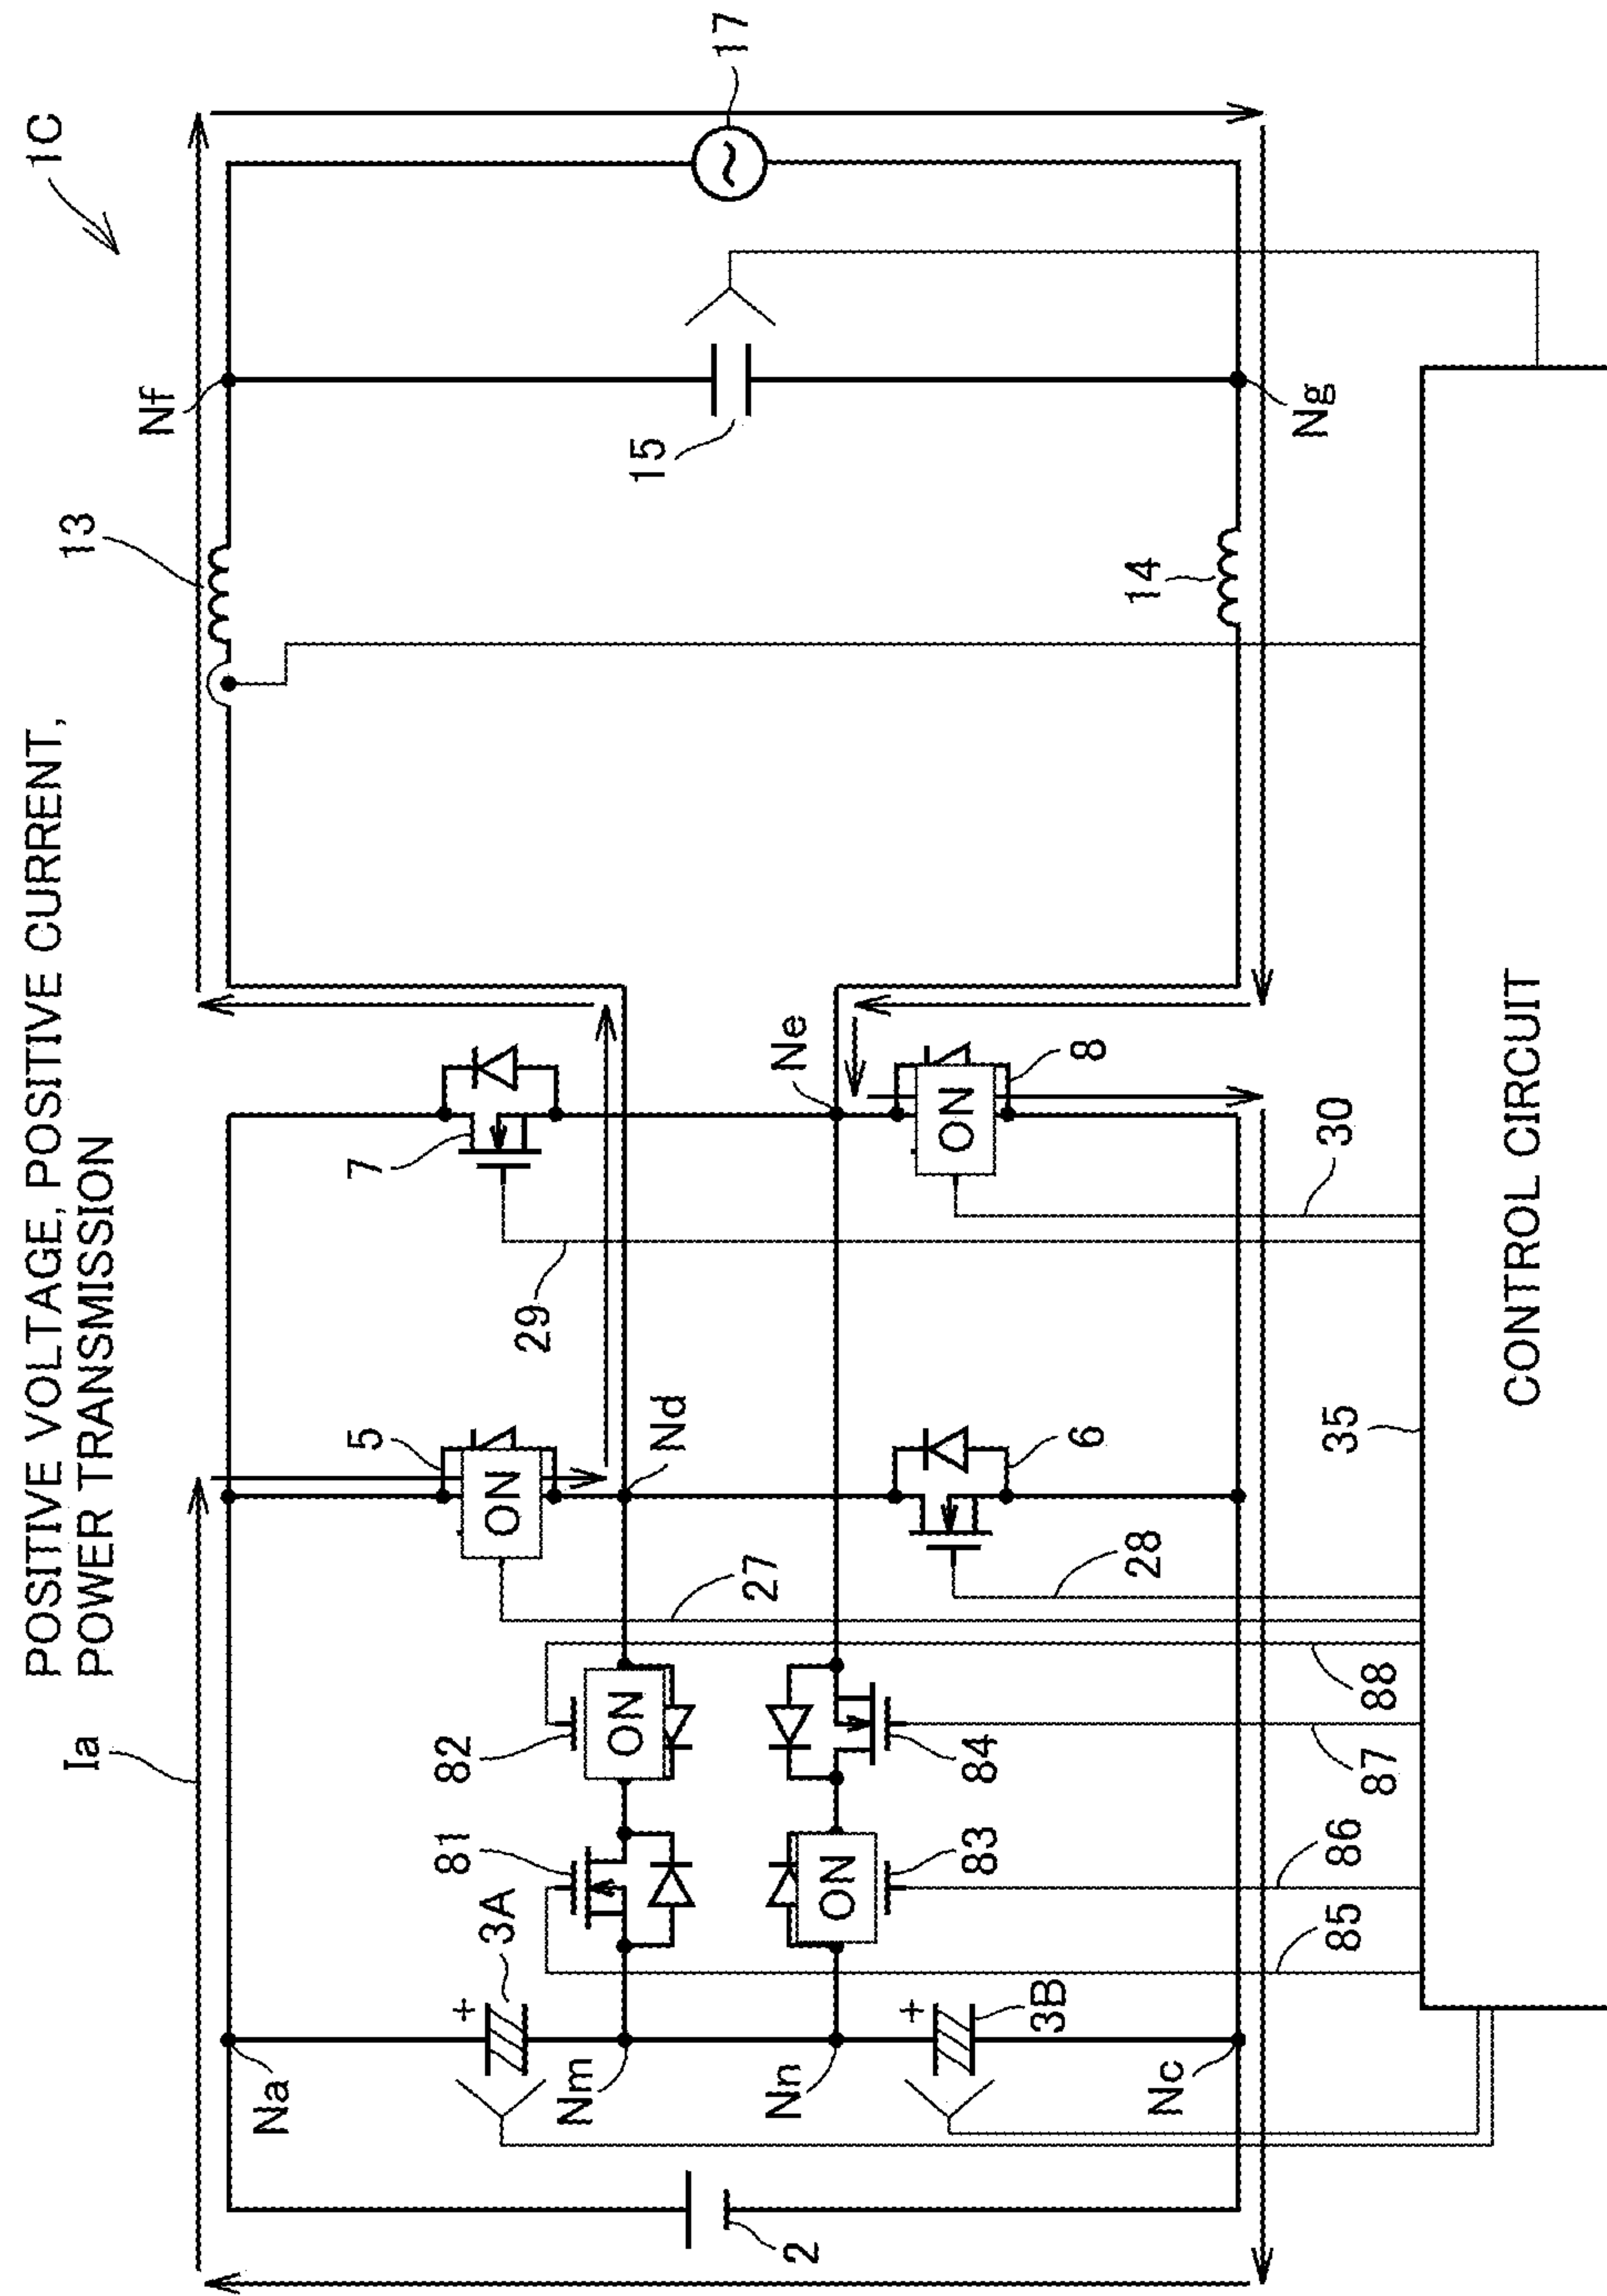 POSITIVE VOLTAGE, POSITIVE CURRENT,
POWER TRANSMISSION
1C
Ia
13
Nf
17
5
7
Na
3A
+
81
82
Nd
29
15
Nm
27
Ne
ON
ON
ON
ON
2
Nn
+
3B
83
84
6
8
14
28
30
Nc
85
86
87
88
35
Ng
CONTROL CIRCUIT